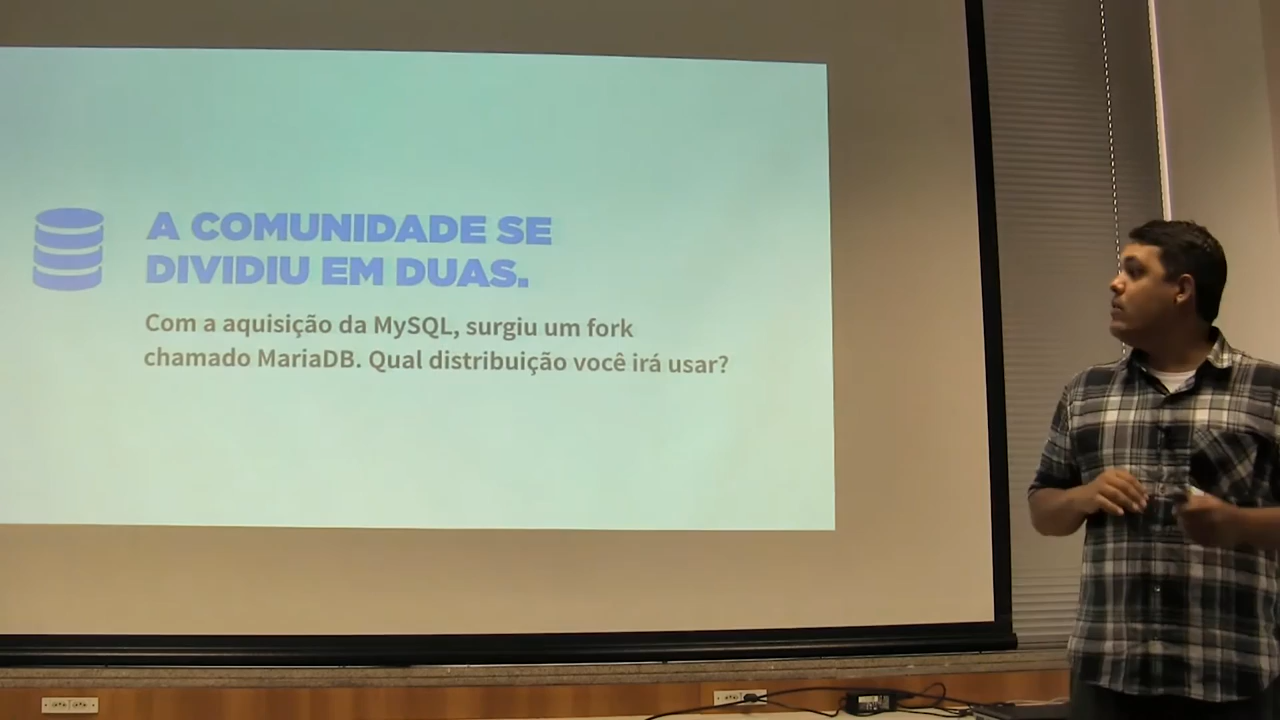 A COMUNIDADE SE
DIVIDIU EM DUAS.
Com a aquisição da MySQL, surgiu um fork
chamado MariaDB. Qual distribuição você irá usar?